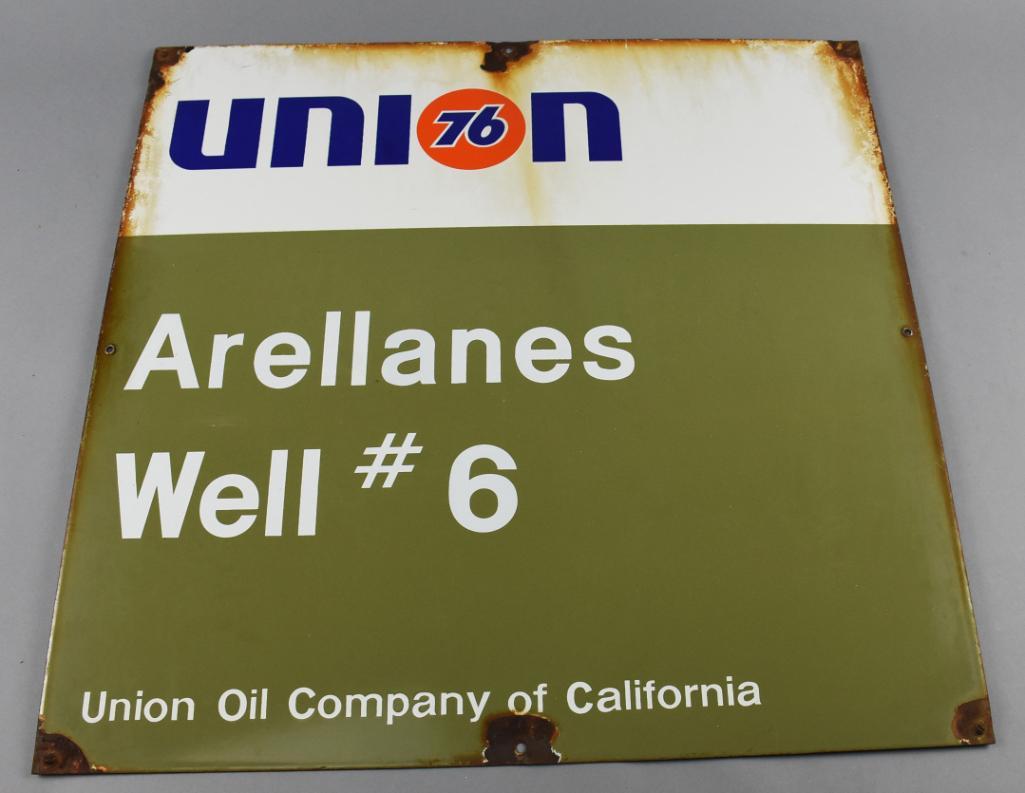 union
76
Arellanes
Well # 6
Union Oil Company of California